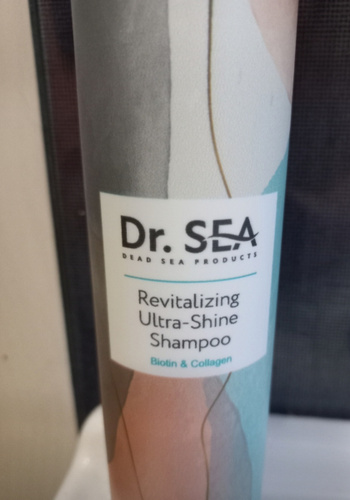 Dr. SEA
DEAD SEA PRODUCTS
Revitalizing
Ultra-Shine
Shampoo
Biotin & Collagen